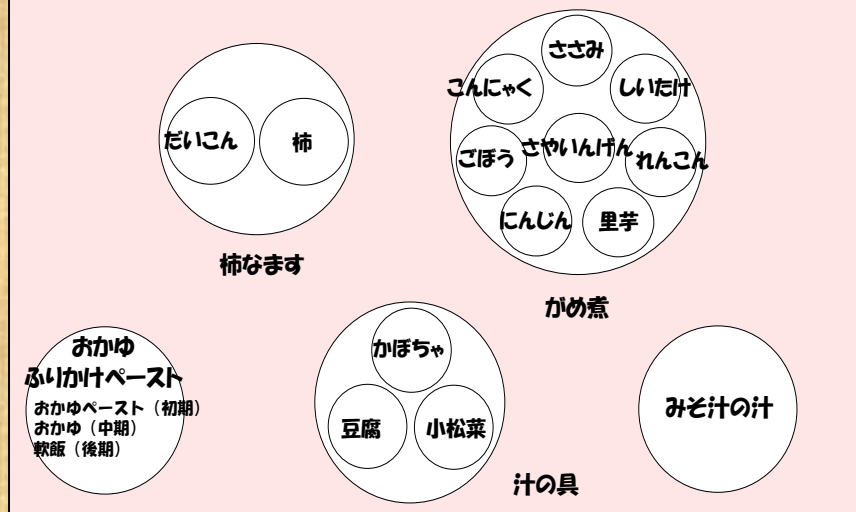 だいこん
柿
柿なます
ささみ
こんにゃく
しいたけ
ごぼう
さやいんげん
れんこん
にんじん
里芋
がめ煮
おかゆ
ふりかけペースト
おかゆペースト（初期）
おかゆ（中期）
軟飯（後期）
かぼちゃ
豆腐
小松菜
汁の具
みそ汁の汁